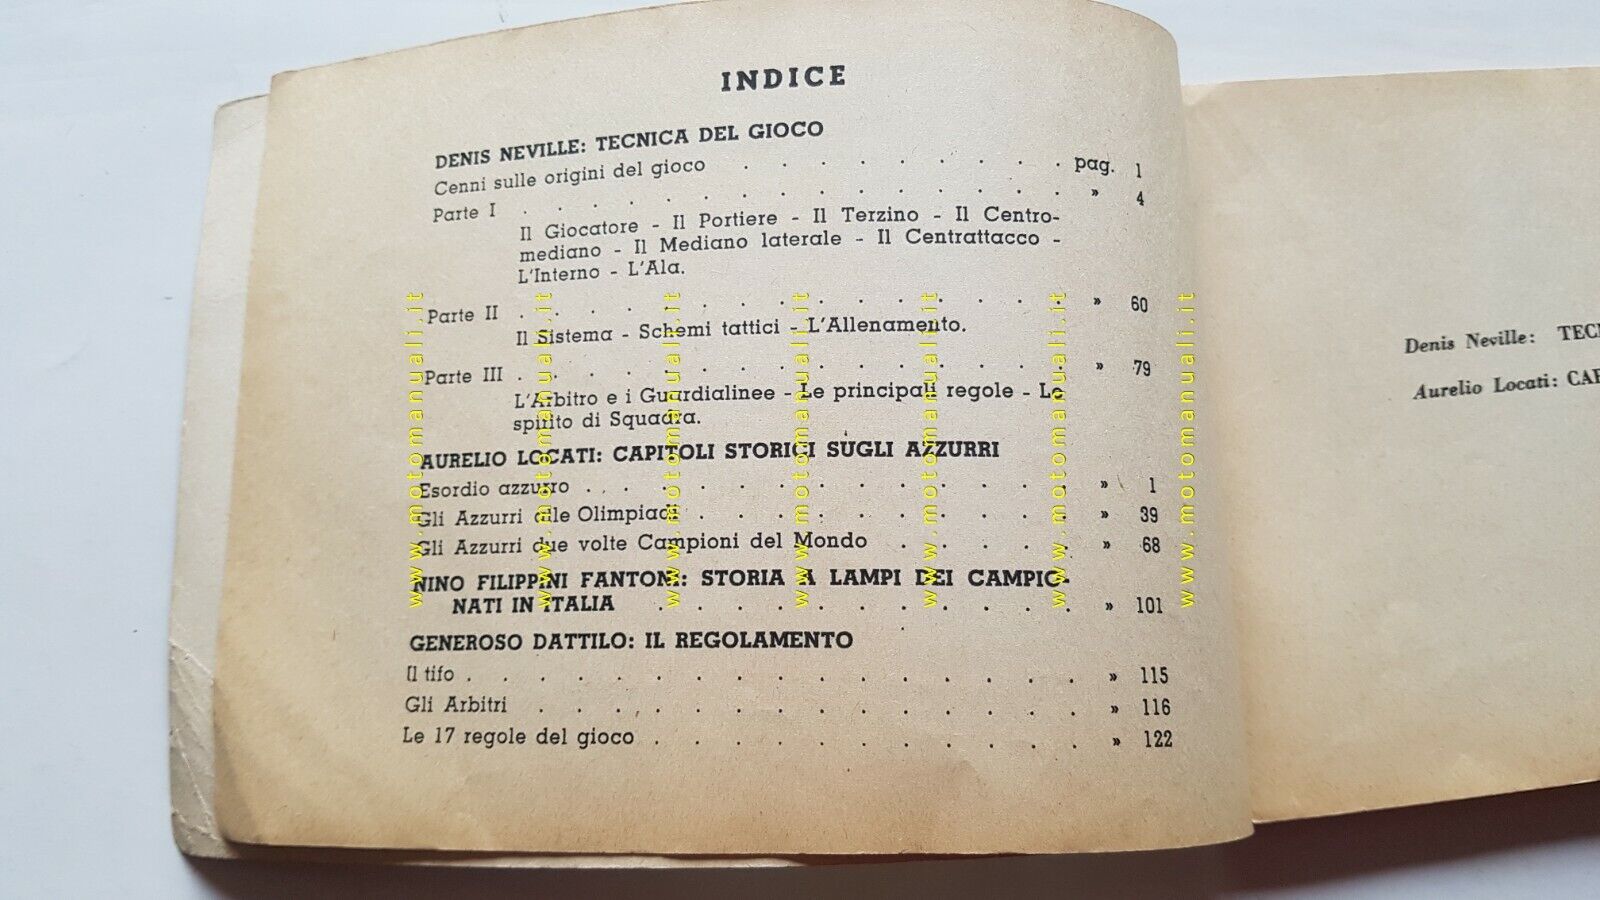 INDICE
DENIS NEVILLE: TECNICA DEL GIOCO
Cenni sulle origini del gioco . . . . . . . . . pag. 1
Parte I . . . . . . . . . . . . . » 4
Il Giocatore - Il Portiere - Il Terzino - Il Centro-
mediano - Il Mediano laterale - Il Centrattacco -
L'Interno - L'Ala.
Parte II . . . . . . . . . . . . . » 60
Il Sistema - Schemi tattici - L'Allenamento.
Parte III . . . . . . . . . . . . . » 79
L'Arbitro e i Guardialinee - Le principali regole - Lo
spirito di Squadra.
AURELIO LOCATI: CAPITOLI STORICI SUGLI AZZURRI
Esordio azzurro . . . . . . . . . . . . » 1
Gli Azzurri alle Olimpiadi . . . . . . . . . . » 39
Gli Azzurri due volte Campioni del Mondo . . . . . » 68
NINO FILIPPINI FANTONI: STORIA A LAMPI DEI CAMPIO-
NATI IN ITALIA . . . . . . . . . . . » 101
GENEROSO DATTILO: IL REGOLAMENTO
Il tifo . . . . . . . . . . . . . . . » 115
Gli Arbitri . . . . . . . . . . . . . » 116
Le 17 regole del gioco . . . . . . . . . . . » 122
Denis Neville:
Aurelio Locati:
www.motomanuali.it
www.motomanuali.it
www.motomanuali.it
www.motomanuali.it
www.motomanuali.it
www.motomanuali.it
www.motomanuali.it